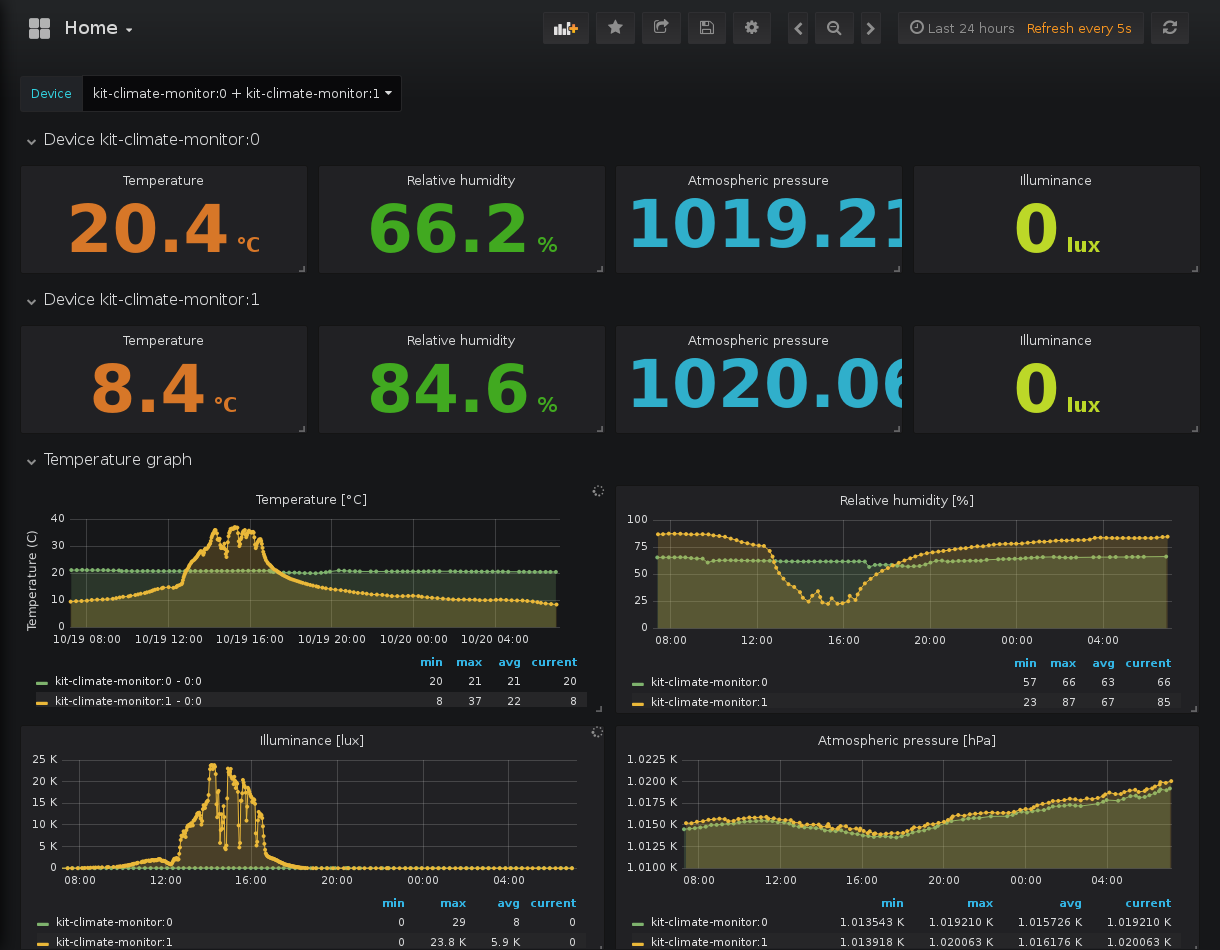 Home
Last 24 hours Refresh every 5s
Device kit-climate-monitor:0 + kit-climate-monitor:1
Device kit-climate-monitor:0
Temperature Relative humidity Atmospheric pressure Illuminance
20.4 °C 66.2 % 1019.21 0 lux
Device kit-climate-monitor:1
Temperature Relative humidity Atmospheric pressure Illuminance
8.4 °C 84.6 % 1020.06 0 lux
Temperature graph
Temperature [°C]
Temperature (C)
40
30
20
10
0
10/19 08:00 10/19 12:00 10/19 16:00 10/19 20:00 10/20 00:00 10/20 04:00
min max avg current
kit-climate-monitor:0 - 0:0 20 21 21 20
kit-climate-monitor:1 - 0:0 8 37 22 8
Relative humidity [%]
100
75
50
25
0
08:00 12:00 16:00 20:00 00:00 04:00
min max avg current
kit-climate-monitor:0 57 66 63 66
kit-climate-monitor:1 23 87 67 85
Illuminance [lux]
25 K
20 K
15 K
10 K
5 K
0
08:00 12:00 16:00 20:00 00:00 04:00
min max avg current
kit-climate-monitor:0 0 29 8 0
kit-climate-monitor:1 0 23.8 K 5.9 K 0
Atmospheric pressure [hPa]
1.0225 K
1.0200 K
1.0175 K
1.0150 K
1.0125 K
1.0100 K
08:00 12:00 16:00 20:00 00:00 04:00
min max avg current
kit-climate-monitor:0 1.013543 K 1.019210 K 1.015726 K 1.019210 K
kit-climate-monitor:1 1.013918 K 1.020063 K 1.016176 K 1.020063 K